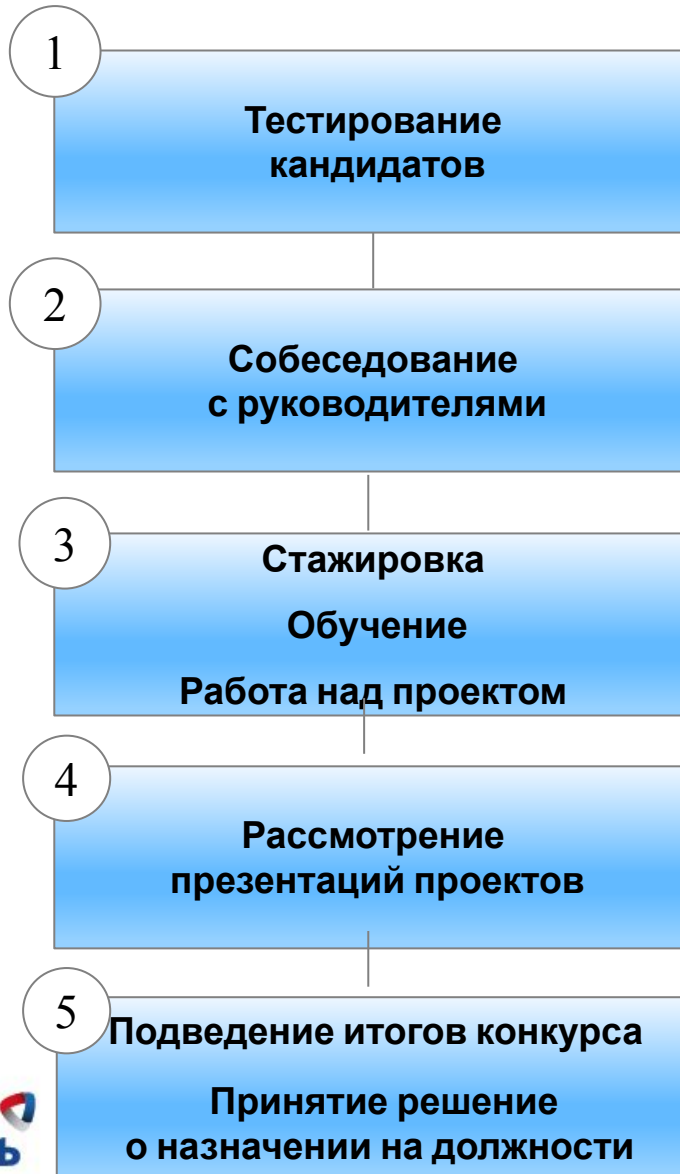 1
Тестирование
кандидатов
2
Собеседование
с руководителями
3
Стажировка
Обучение
Работа над проектом
4
Рассмотрение
презентаций проектов
5
Подведение итогов конкурса
Принятие решение
о назначении на должности